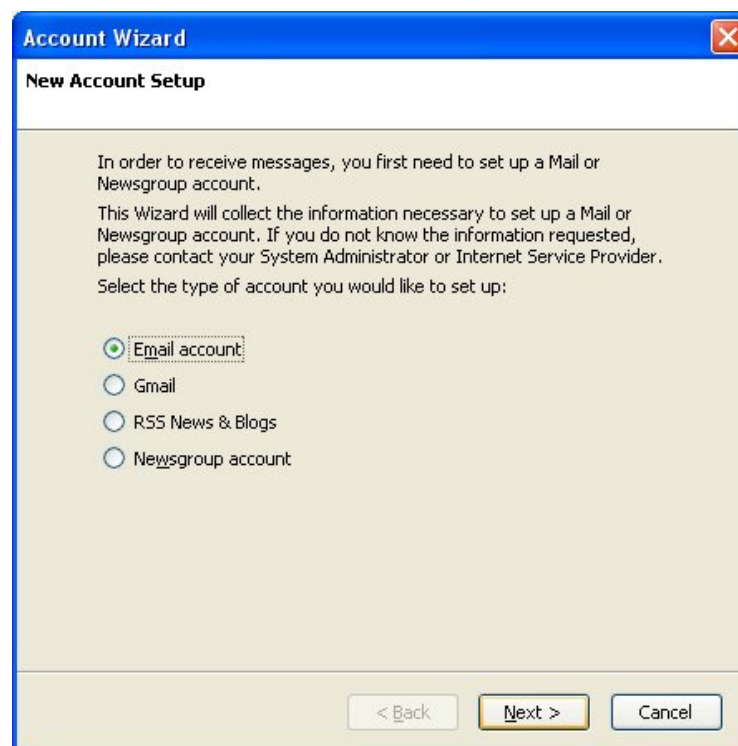 Account Wizard
New Account Setup
In order to receive messages, you first need to set up a Mail or
Newsgroup account.
This Wizard will collect the information necessary to set up a Mail or
Newsgroup account. If you do not know the information requested,
please contact your System Administrator or Internet Service Provider.
Select the type of account you would like to set up:
Email account
Gmail
RSS News & Blogs
Newsgroup account
< Back Next > Cancel